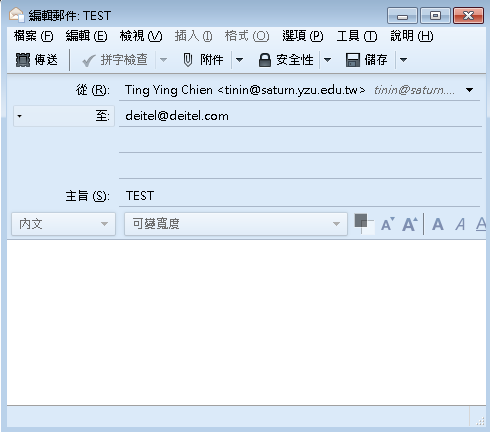 編輯郵件: TEST
檔案 (F) 編輯 (E) 檢視 (V) 插入 (I) 格式 (O) 選項 (P) 工具 (T) 說明 (H)
傳送 拼字檢查 附件 安全性 儲存
從 (R): Ting Ying Chien <tinin@saturn.yzu.edu.tw> tinin@saturn....
至: deitel@deitel.com
主旨 (S): TEST
內文 可變寬度 A A A A A